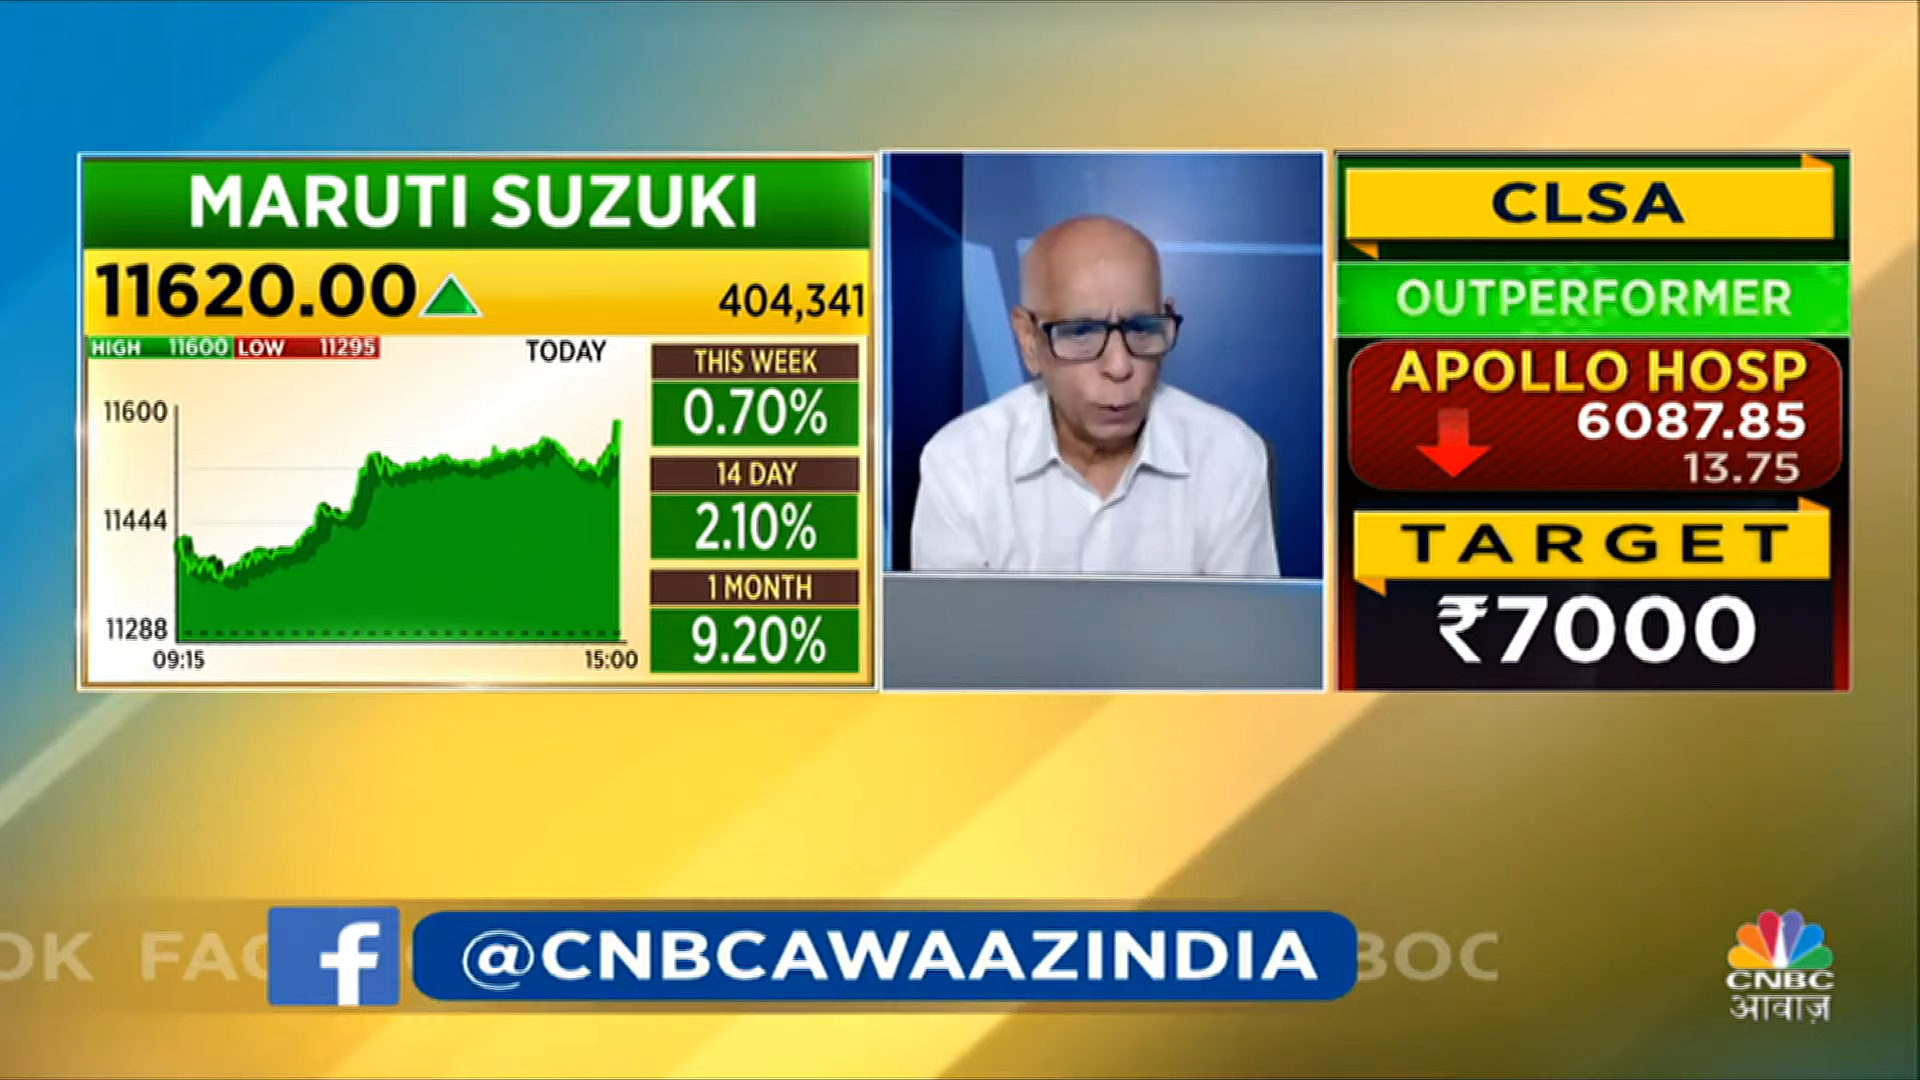 MARUTI SUZUKI
11620.00
404,341
HIGH 11600 LOW 11295
TODAY
11600
11444
11288
09:15 15:00
THIS WEEK
0.70%
14 DAY
2.10%
1 MONTH
9.20%
CLSA
OUTPERFORMER
APOLLO HOSP
6087.85
13.75
TARGET
₹7000
OK FAC
f
@CNBCAWAAZINDIA
BOC
CNBC
आवाज़